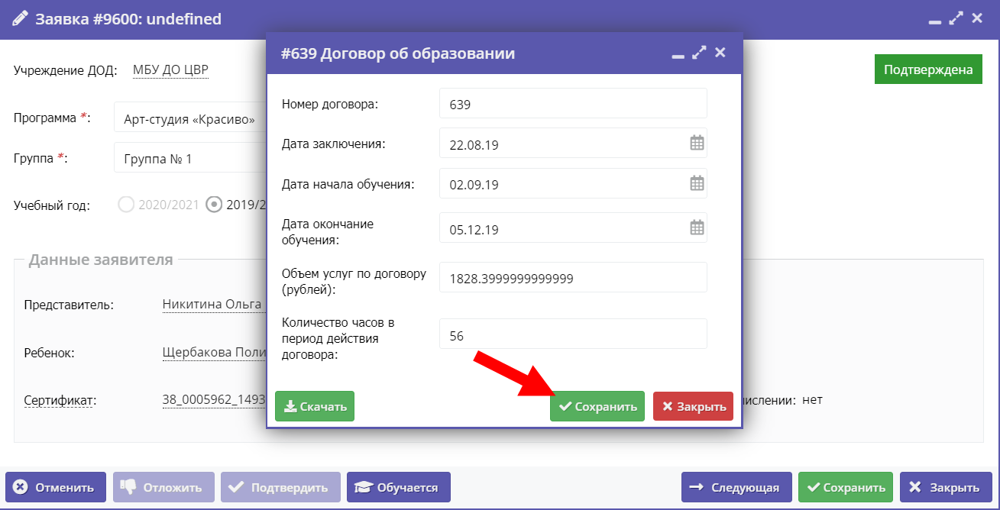 Заявка #9600: undefined
Учреждение ДОД: МБУ ДО ЦВР
Подтверждена
Программа *: Арт-студия «Красиво»
Группа *: Группа № 1
Учебный год: 2020/2021 2019/2
Данные заявителя
Представитель: Никитина Ольга
Ребенок: Щербакова Поли
Сертификат: 38_0005962_1493
ислении: нет
#639 Договор об образовании
Номер договора: 639
Дата заключения: 22.08.19
Дата начала обучения: 02.09.19
Дата окончание
обучения: 05.12.19
Объем услуг по договору
(рублей): 1828.3999999999999
Количество часов в
период действия
договора: 56
Скачать Сохранить Закрыть
Отменить Отложить Подтвердить Обучается Следующая Сохранить Закрыть